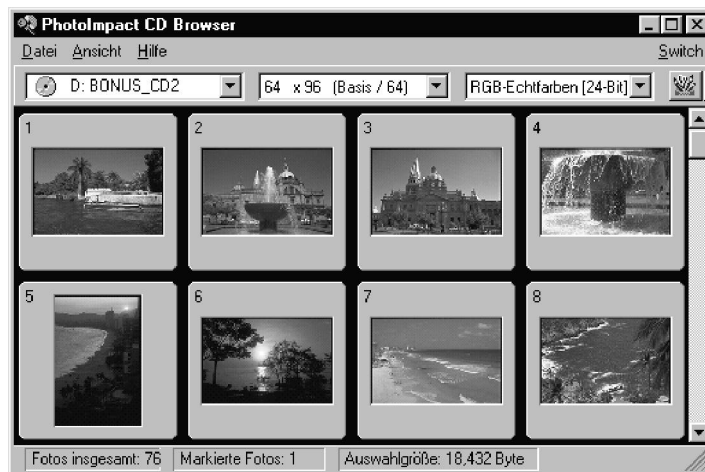 PhotoImpact CD Browser
Datei Ansicht Hilfe Switch
D: BONUS_CD2 64 x 96 (Basis / 64) RGB-Echtfarben [24-Bit]
1 2 3 4
5 6 7 8
Fotos insgesamt: 76 Markierte Fotos: 1 Auswahlgröße: 18,432 Byte